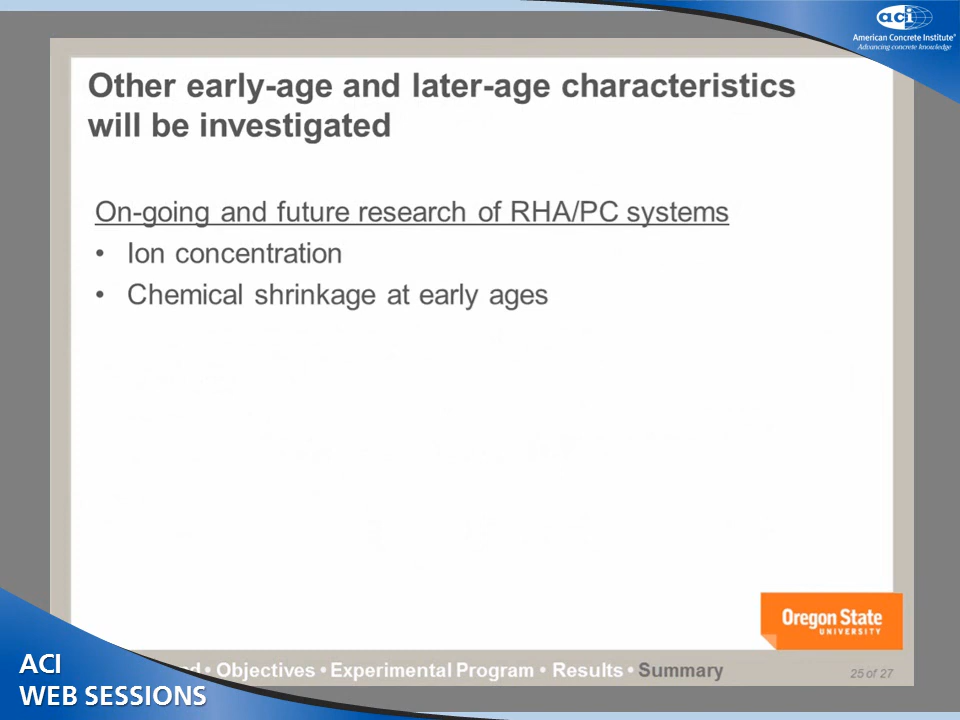 aci
American Concrete Institute®
Advancing concrete knowledge
Other early-age and later-age characteristics
will be investigated
On-going and future research of RHA/PC systems
• Ion concentration
• Chemical shrinkage at early ages
Oregon State
UNIVERSITY
• Objectives • Experimental Program • Results • Summary
25 of 27
ACI
WEB SESSIONS